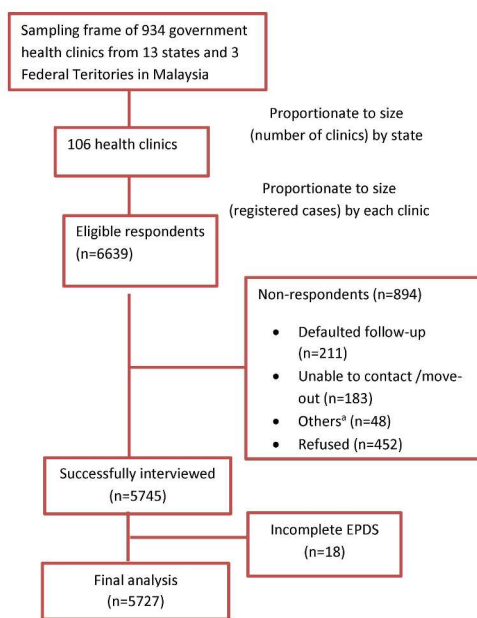 Sampling frame of 934 government
health clinics from 13 states and 3
Federal Territories in Malaysia
Proportionate to size
(number of clinics) by state
106 health clinics
Proportionate to size
(registered cases) by each clinic
Eligible respondents
(n=6639)
Non-respondents (n=894)
• Defaulted follow-up
(n=211)
• Unable to contact /move-
out (n=183)
• Othersᵃ (n=48)
• Refused (n=452)
Successfully interviewed
(n=5745)
Incomplete EPDS
(n=18)
Final analysis
(n=5727)